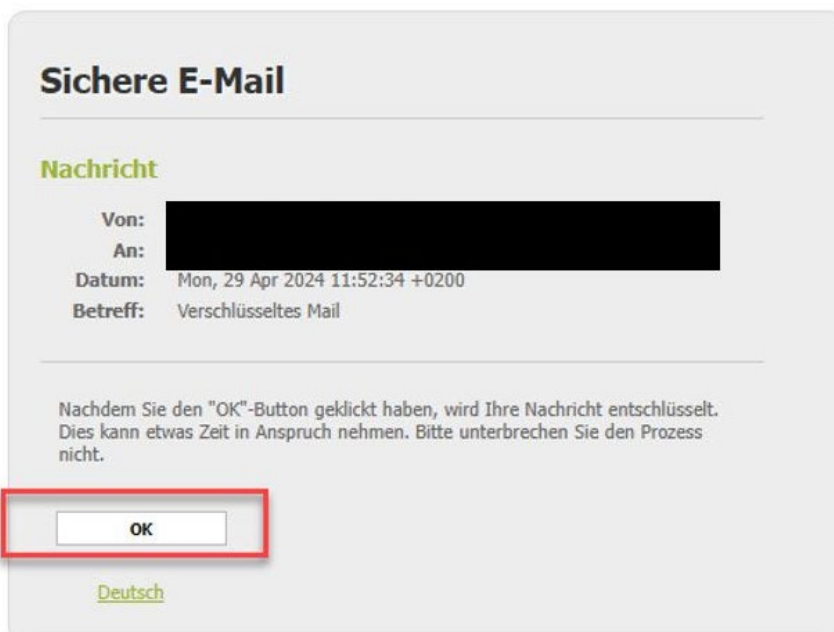 Sichere E-Mail
Nachricht
Von:
An:
Datum: Mon, 29 Apr 2024 11:52:34 +0200
Betreff: Verschlüsseltes Mail
Nachdem Sie den "OK"-Button geklickt haben, wird Ihre Nachricht entschlüsselt.
Dies kann etwas Zeit in Anspruch nehmen. Bitte unterbrechen Sie den Prozess
nicht.
OK
Deutsch